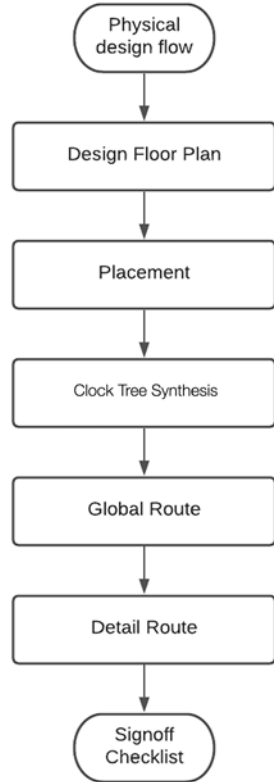 Physical
design flow
Design Floor Plan
Placement
Clock Tree Synthesis
Global Route
Detail Route
Signoff
Checklist